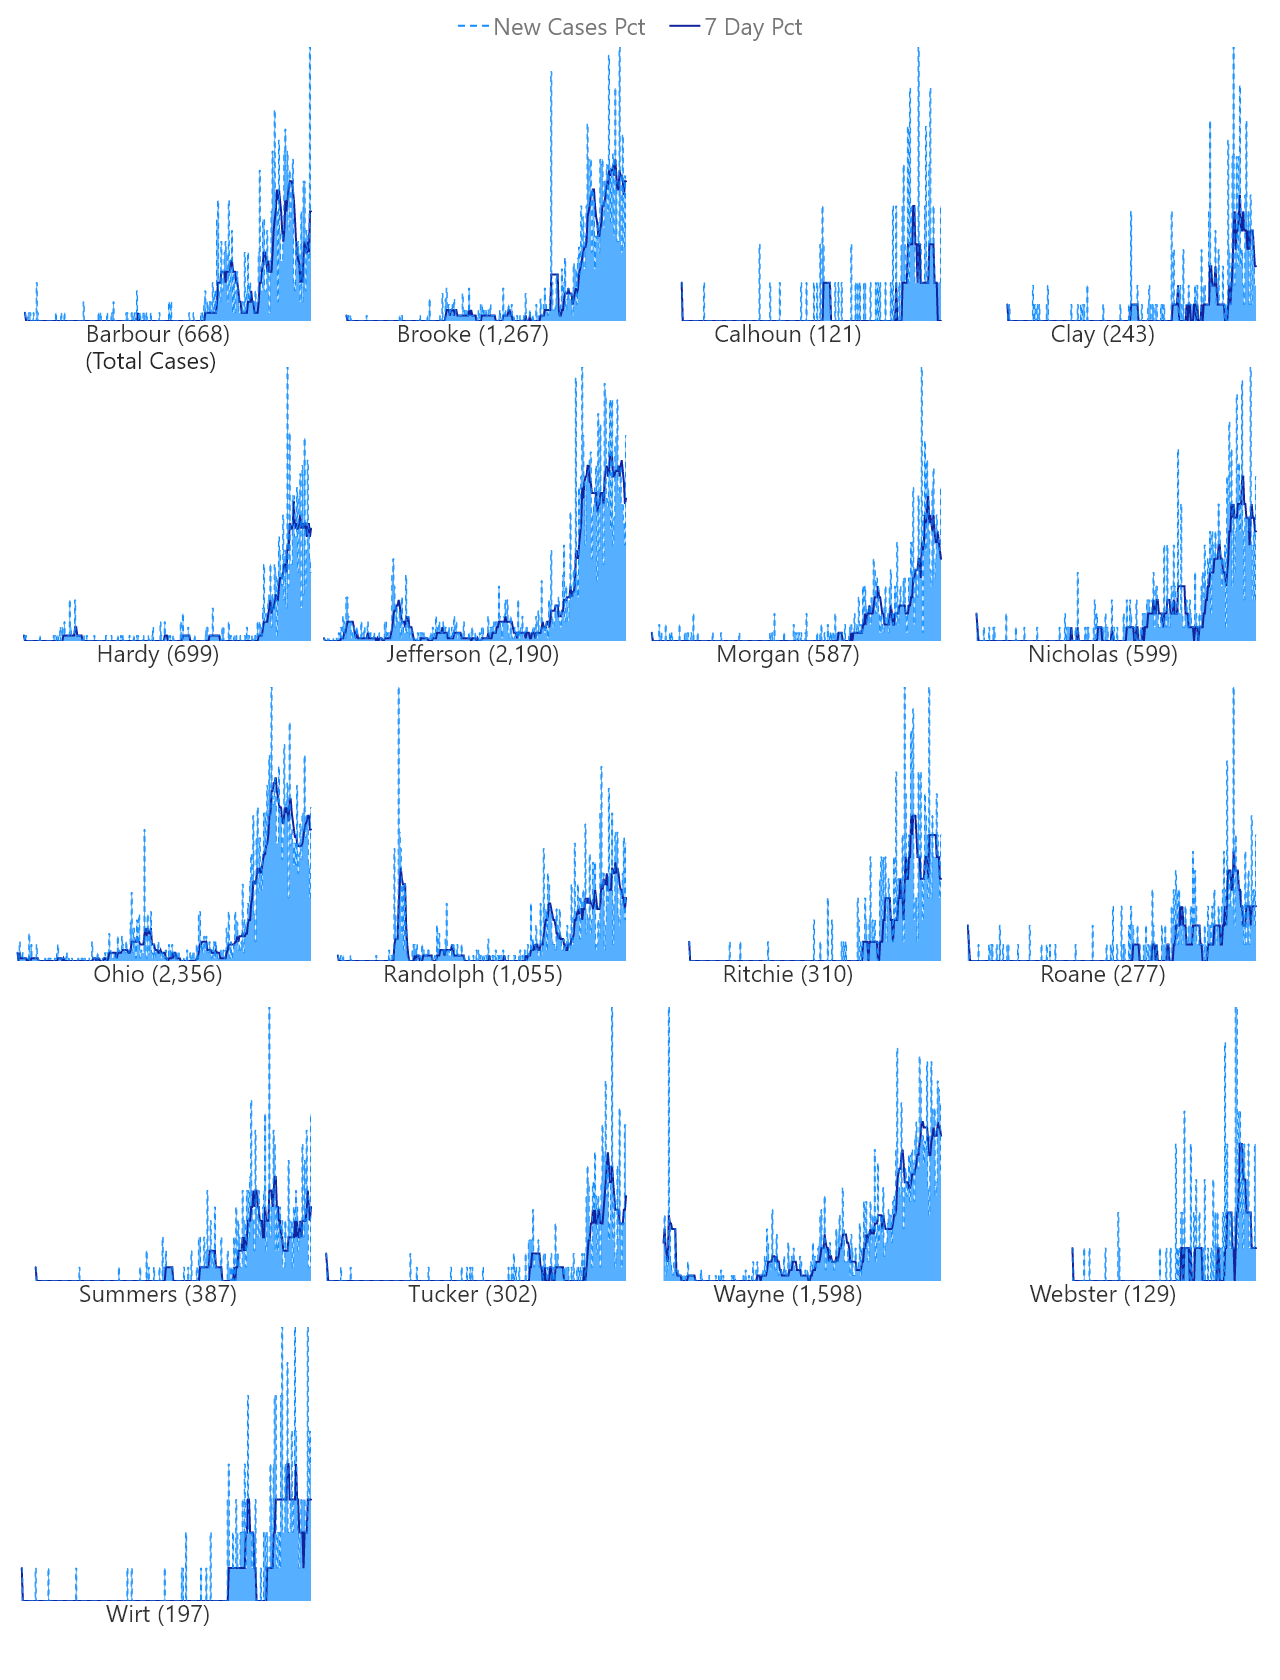 New Cases Pct 7 Day Pct
Barbour (668) Brooke (1,267) Calhoun (121) Clay (243)
(Total Cases)
Hardy (699) Jefferson (2,190) Morgan (587) Nicholas (599)
Ohio (2,356) Randolph (1,055) Ritchie (310) Roane (277)
Summers (387) Tucker (302) Wayne (1,598) Webster (129)
Wirt (197)